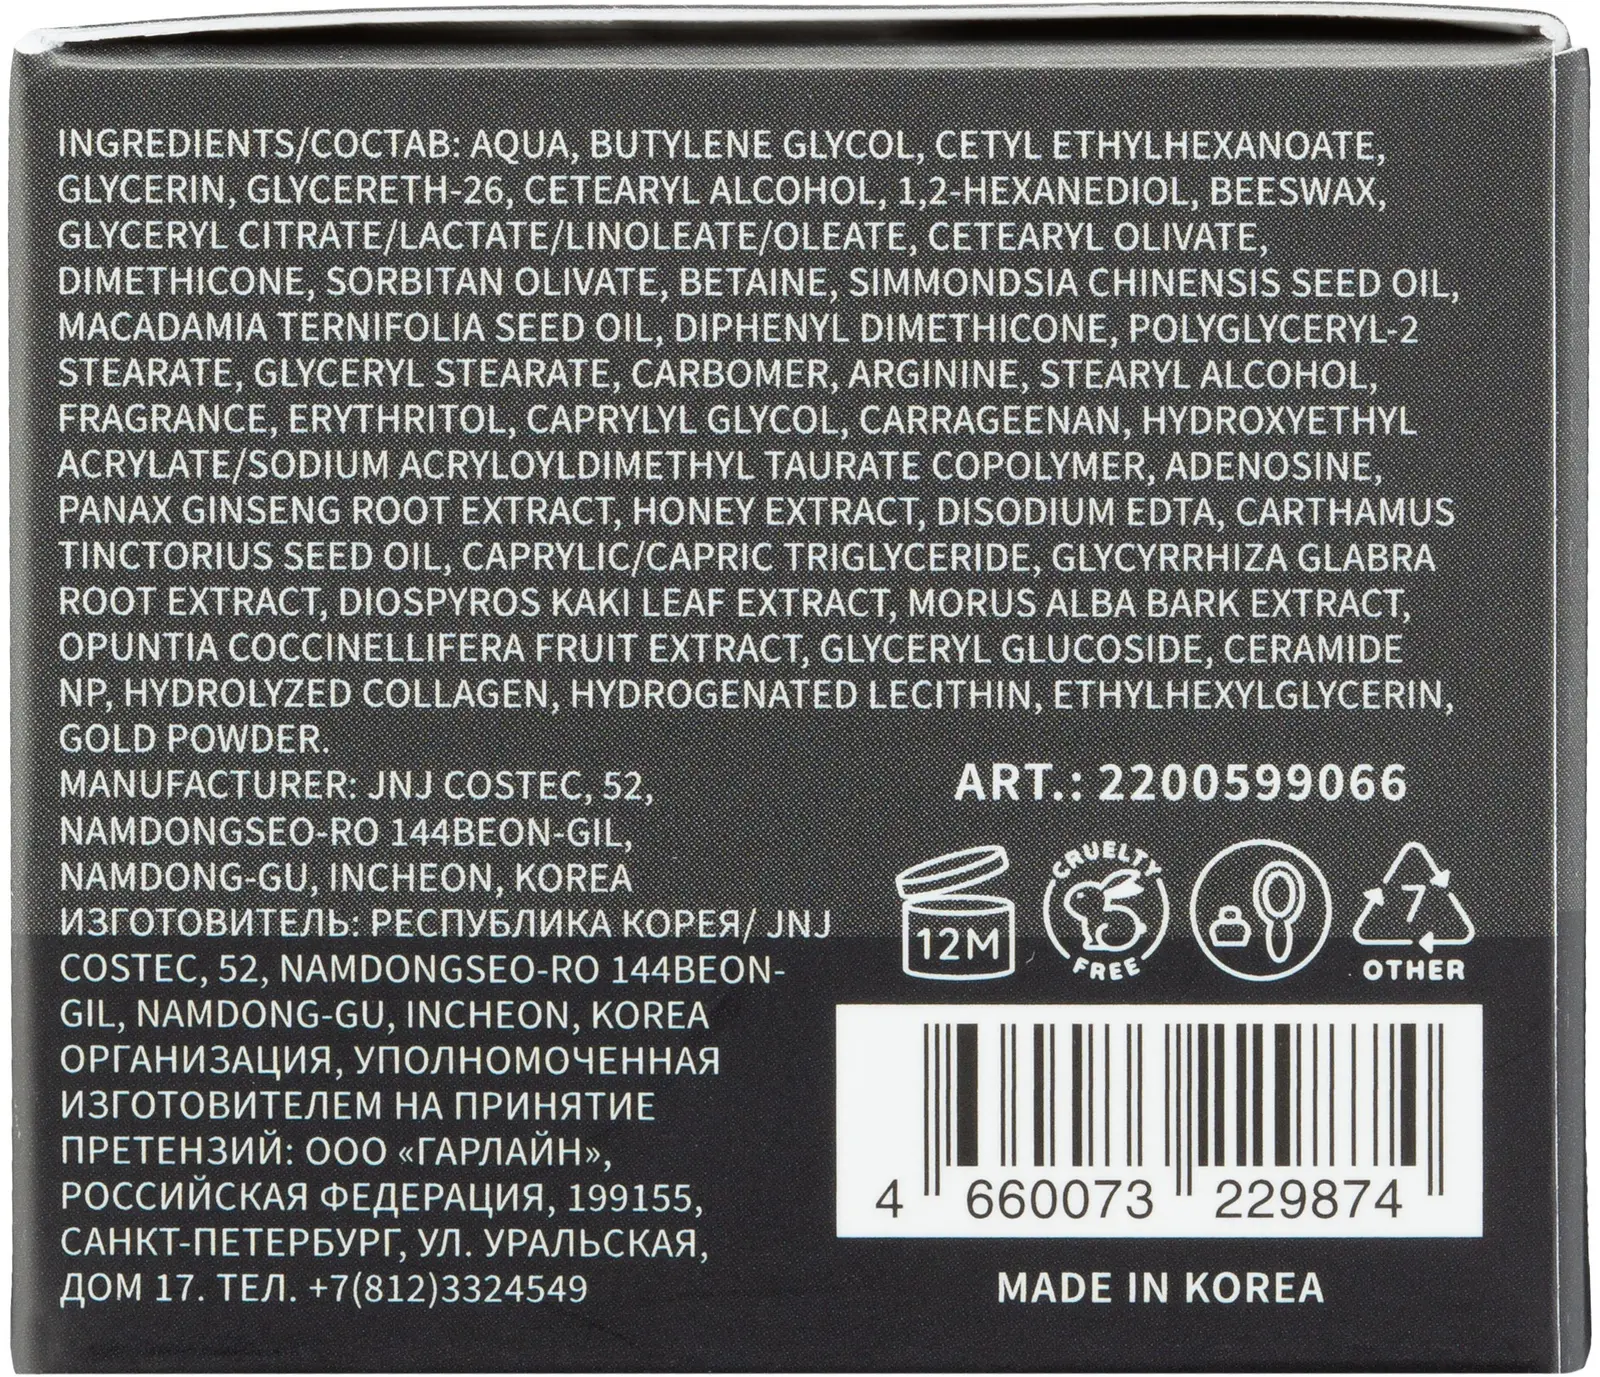 INGREDIENTS/СОСТАВ: AQUA, BUTYLENE GLYCOL, CETYL ETHYLHEXANOATE,
GLYCERIN, GLYCERETH-26, CETEARYL ALCOHOL, 1,2-HEXANEDIOL, BEESWAX,
GLYCERYL CITRATE/LACTATE/LINOLEATE/OLEATE, CETEARYL OLIVATE,
DIMETHICONE, SORBITAN OLIVATE, BETAINE, SIMMONDSIA CHINENSIS SEED OIL,
MACADAMIA TERNIFOLIA SEED OIL, DIPHENYL DIMETHICONE, POLYGLYCERYL-2
STEARATE, GLYCERYL STEARATE, CARBOMER, ARGININE, STEARYL ALCOHOL,
FRAGRANCE, ERYTHRITOL, CAPRYLYL GLYCOL, CARRAGEENAN, HYDROXYETHYL
ACRYLATE/SODIUM ACRYLOYLDIMETHYL TAURATE COPOLYMER, ADENOSINE,
PANAX GINSENG ROOT EXTRACT, HONEY EXTRACT, DISODIUM EDTA, CARTHAMUS
TINCTORIUS SEED OIL, CAPRYLIC/CAPRIC TRIGLYCERIDE, GLYCYRRHIZA GLABRA
ROOT EXTRACT, DIOSPYROS KAKI LEAF EXTRACT, MORUS ALBA BARK EXTRACT,
OPUNTIA COCCINELLIFERA FRUIT EXTRACT, GLYCERYL GLUCOSIDE, CERAMIDE
NP, HYDROLYZED COLLAGEN, HYDROGENATED LECITHIN, ETHYLHEXYLGLYCERIN,
GOLD POWDER.
MANUFACTURER: JNJ COSTEC, 52,
NAMDONGSEO-RO 144BEON-GIL,
NAMDONG-GU, INCHEON, KOREA
ИЗГОТОВИТЕЛЬ: РЕСПУБЛИКА КОРЕЯ/ JNJ
COSTEC, 52, NAMDONGSEO-RO 144BEON-
GIL, NAMDONG-GU, INCHEON, KOREA
ОРГАНИЗАЦИЯ, УПОЛНОМОЧЕННАЯ
ИЗГОТОВИТЕЛЕМ НА ПРИНЯТИЕ
ПРЕТЕНЗИЙ: ООО «ГАРЛАЙН»,
РОССИЙСКАЯ ФЕДЕРАЦИЯ, 199155,
САНКТ-ПЕТЕРБУРГ, УЛ. УРАЛЬСКАЯ,
ДОМ 17. ТЕЛ. +7(812)3324549
ART.: 2200599066
12M
CRUELTY
FREE
7
OTHER
4 660073 229874
MADE IN KOREA